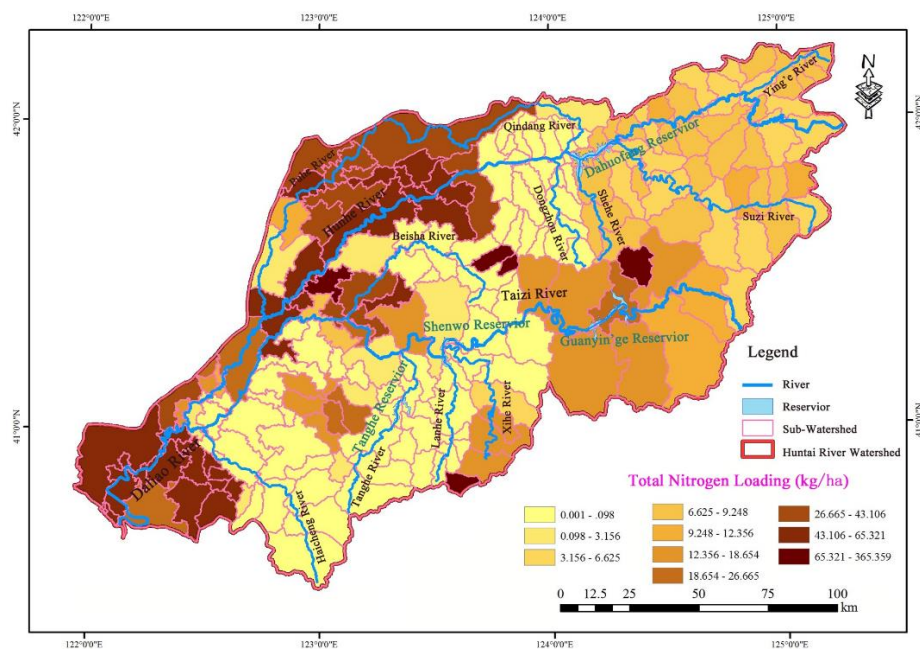 122°0'0"E
123°0'0"E
124°0'0"E
125°0'0"E
N
Ying'e River
42°0'0"N
Qindang River
Dahuofang Reservior
Puhe River
Hunhe River
Dongzhou River
Shehe River
Suzi River
Beisha River
Taizi River
Shenwo Reservior
Guanyin'ge Reservior
Tanghe Reservior
Lanhe River
Xihe River
41°0'0"N
Daliao River
Tanghe River
Haicheng River
Legend
River
Reservior
Sub-Watershed
Huntai River Watershed
Total Nitrogen Loading (kg/ha)
0.001 - .098
0.098 - 3.156
3.156 - 6.625
6.625 - 9.248
9.248 - 12.356
12.356 - 18.654
18.654 - 26.665
26.665 - 43.106
43.106 - 65.321
65.321 - 365.359
0 12.5 25 50 75 100
km
122°0'0"E
123°0'0"E
124°0'0"E
125°0'0"E